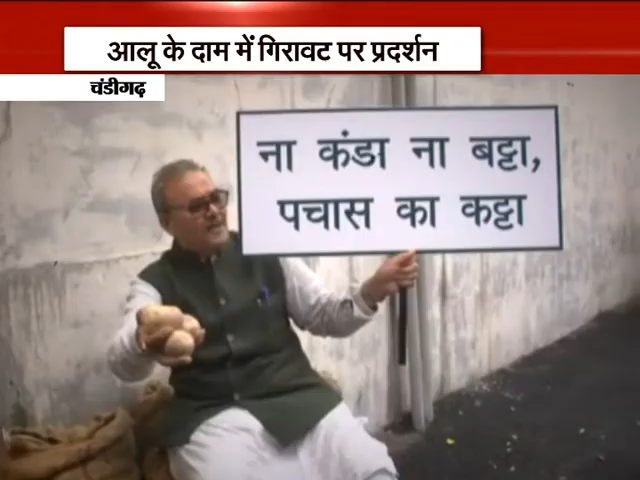 आलू के दाम में गिरावट पर प्रदर्शन
चंडीगढ़
ना कंडा ना बट्टा,
पचास का कट्टा